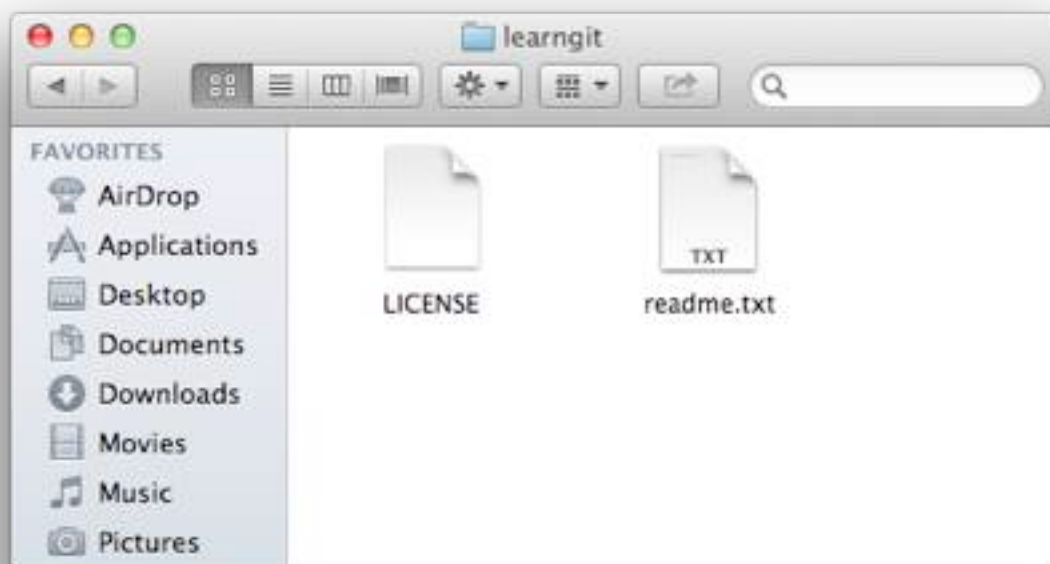 learngit
FAVORITES
AirDrop
Applications
Desktop
Documents
Downloads
Movies
Music
Pictures
TXT
LICENSE
readme.txt